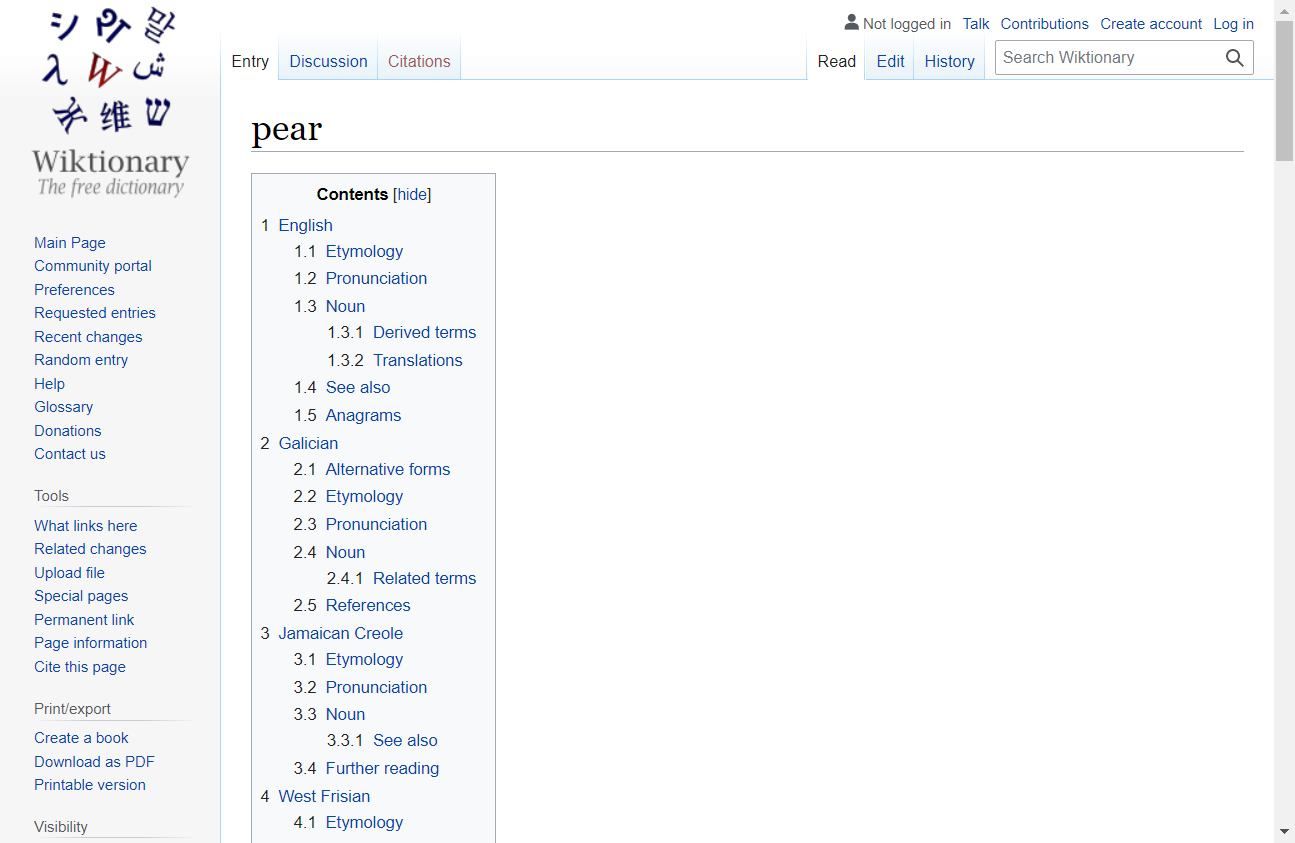 Not logged in Talk Contributions Create account Log in
Entry Discussion Citations Read Edit History Search Wiktionary
シ
말
λ
W
ش
维
ש
Wiktionary
The free dictionary
Main Page
Community portal
Preferences
Requested entries
Recent changes
Random entry
Help
Glossary
Donations
Contact us
Tools
What links here
Related changes
Upload file
Special pages
Permanent link
Page information
Cite this page
Print/export
Create a book
Download as PDF
Printable version
Visibility
pear
Contents [hide]
1 English
1.1 Etymology
1.2 Pronunciation
1.3 Noun
1.3.1 Derived terms
1.3.2 Translations
1.4 See also
1.5 Anagrams
2 Galician
2.1 Alternative forms
2.2 Etymology
2.3 Pronunciation
2.4 Noun
2.4.1 Related terms
2.5 References
3 Jamaican Creole
3.1 Etymology
3.2 Pronunciation
3.3 Noun
3.3.1 See also
3.4 Further reading
4 West Frisian
4.1 Etymology